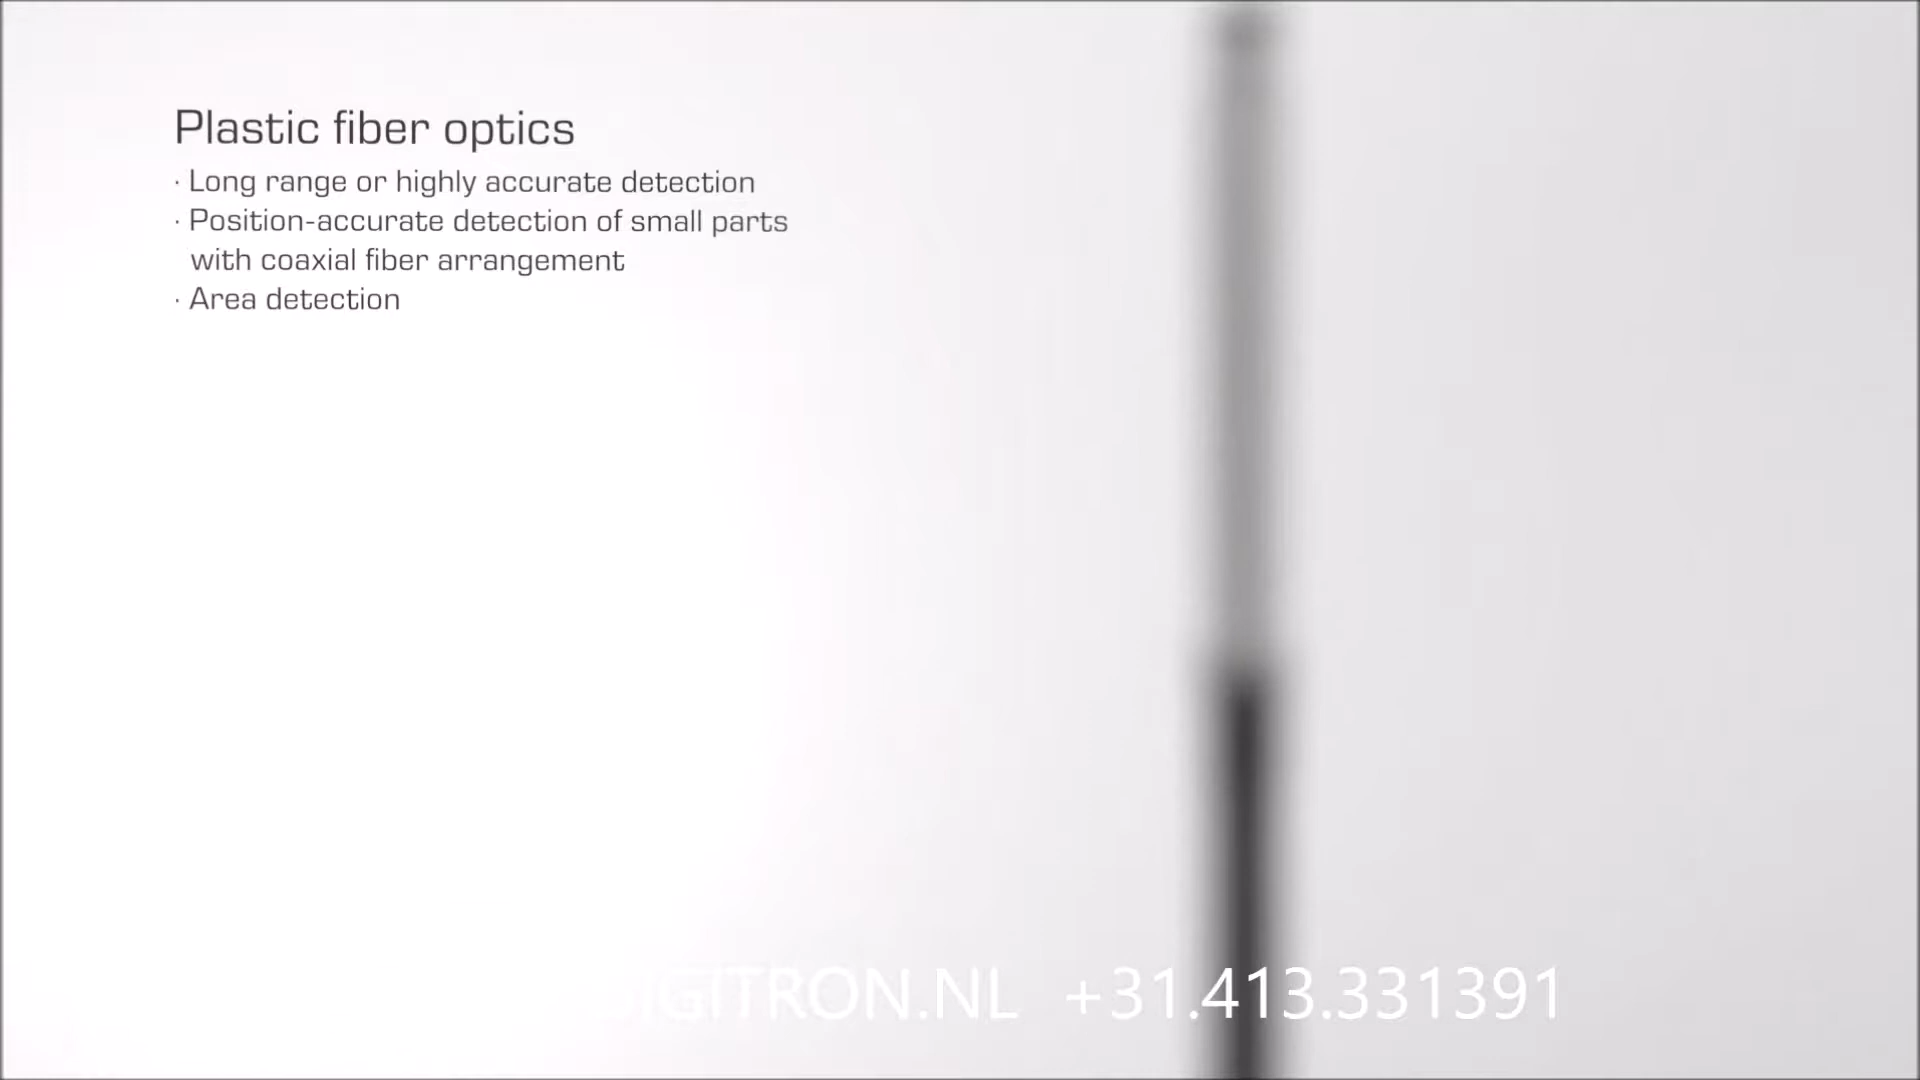 Plastic fiber optics
· Long range or highly accurate detection
· Position-accurate detection of small parts
with coaxial fiber arrangement
· Area detection
GITRON.NL +31.413.331391